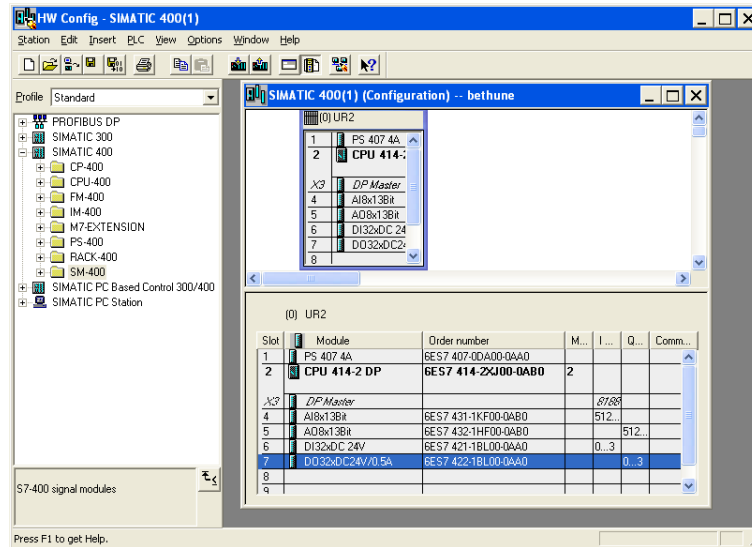 HW Config - SIMATIC 400(1)
Station Edit Insert PLC View Options Window Help
Profile Standard
PROFIBUS DP
SIMATIC 300
SIMATIC 400
CP-400
CPU-400
FM-400
IM-400
M7-EXTENSION
PS-400
RACK-400
SM-400
SIMATIC PC Based Control 300/400
SIMATIC PC Station
S7-400 signal modules
SIMATIC 400(1) (Configuration) -- bethune
(0) UR2
1 PS 407 4A
2 CPU 414-2
X3 DP Master
4 AI8x13Bit
5 AO8x13Bit
6 DI32xDC 24
7 DO32xDC24
8
(0) UR2
Slot Module Order number M... I ... Q... Comm...
1 PS 407 4A 6ES7 407-0DA00-0AA0
2 CPU 414-2 DP 6ES7 414-2XJ00-0AB0 2
X3 DP Master 8188
4 AI8x13Bit 6ES7 431-1KF00-0AB0 512...
5 AO8x13Bit 6ES7 432-1HF00-0AB0 512...
6 DI32xDC 24V 6ES7 421-1BL00-0AA0 0...3
7 DO32xDC24V/0.5A 6ES7 422-1BL00-0AA0 0...3
8
9
Press F1 to get Help.